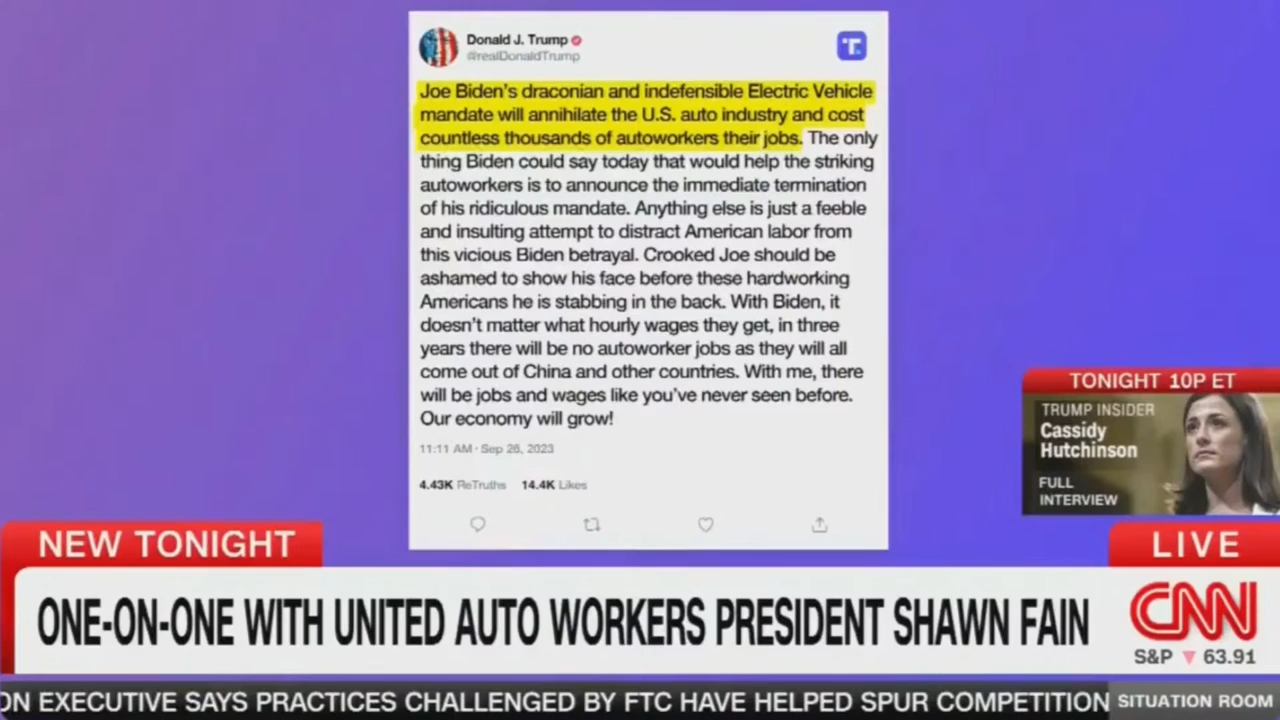 Donald J. Trump
@realDonaldTrump
Joe Biden's draconian and indefensible Electric Vehicle
mandate will annihilate the U.S. auto industry and cost
countless thousands of autoworkers their jobs. The only
thing Biden could say today that would help the striking
autoworkers is to announce the immediate termination
of his ridiculous mandate. Anything else is just a feeble
and insulting attempt to distract American labor from
this vicious Biden betrayal. Crooked Joe should be
ashamed to show his face before these hardworking
Americans he is stabbing in the back. With Biden, it
doesn't matter what hourly wages they get, in three
years there will be no autoworker jobs as they will all
come out of China and other countries. With me, there
will be jobs and wages like you've never seen before.
Our economy will grow!
11:11 AM · Sep 26, 2023
4.43K ReTruths 14.4K Likes
TONIGHT 10P ET
TRUMP INSIDER
Cassidy
Hutchinson
FULL
INTERVIEW
NEW TONIGHT
LIVE
ONE-ON-ONE WITH UNITED AUTO WORKERS PRESIDENT SHAWN FAIN
CNN
S&P ▼ 63.91
ON EXECUTIVE SAYS PRACTICES CHALLENGED BY FTC HAVE HELPED SPUR COMPETITION
SITUATION ROOM